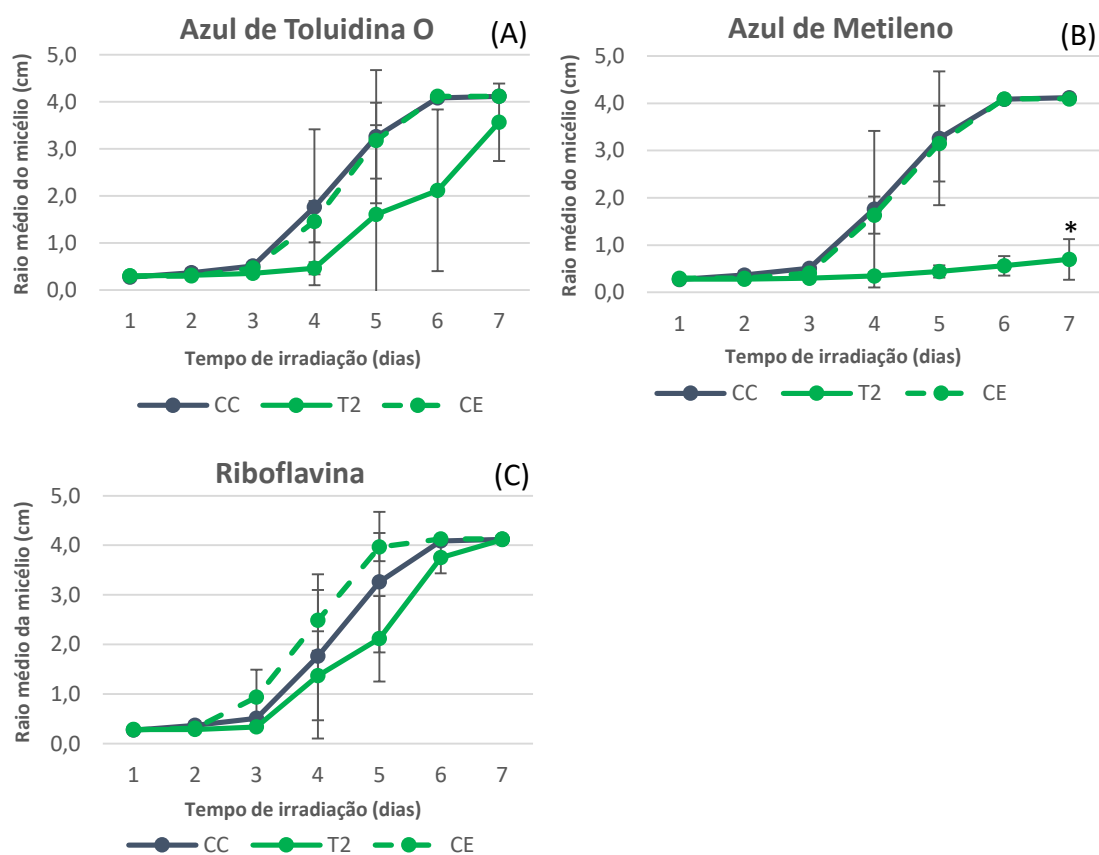 Azul de Toluidina O (A)
Raio médio do micélio (cm)
5,0
4,0
3,0
2,0
1,0
0,0
1 2 3 4 5 6 7
Tempo de irradiação (dias)
CC T2 CE
Azul de Metileno (B)
Raio médio do micélio (cm)
5,0
4,0
3,0
2,0
1,0
0,0
*
1 2 3 4 5 6 7
Tempo de irradiação (dias)
CC T2 CE
Riboflavina (C)
Raio médio da micélio (cm)
5,0
4,0
3,0
2,0
1,0
0,0
1 2 3 4 5 6 7
Tempo de irradiação (dias)
CC T2 CE